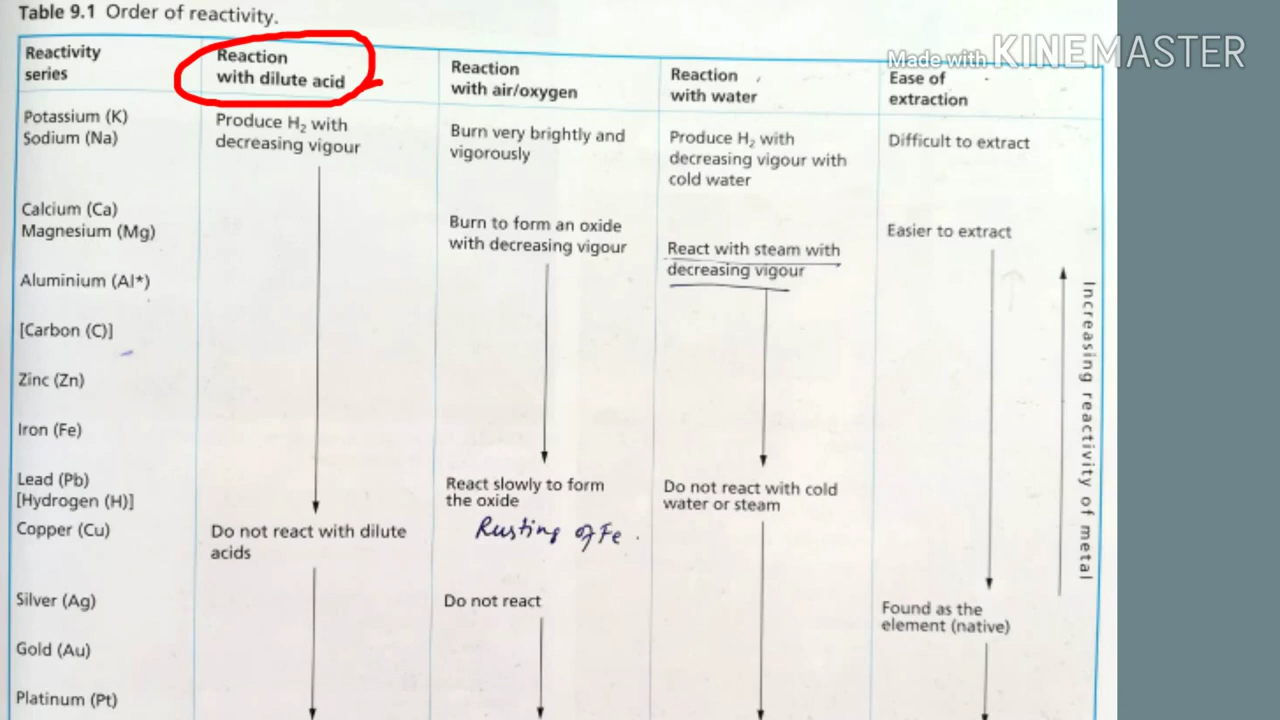 Table 9.1 Order of reactivity.
Made with KINEMASTER
Reactivity
series
Reaction
with dilute acid
Reaction
with air/oxygen
Reaction
with water
Ease of
extraction
Potassium (K)
Sodium (Na)
Produce H₂ with
decreasing vigour
Burn very brightly and
vigorously
Produce H₂ with
decreasing vigour with
cold water
Difficult to extract
Calcium (Ca)
Magnesium (Mg)
Burn to form an oxide
with decreasing vigour
React with steam with
decreasing vigour
Easier to extract
Aluminium (Al*)
[Carbon (C)]
Zinc (Zn)
Iron (Fe)
Lead (Pb)
[Hydrogen (H)]
React slowly to form
the oxide
Rusting of Fe.
Do not react with cold
water or steam
Copper (Cu)
Do not react with dilute
acids
Silver (Ag)
Do not react
Found as the
element (native)
Gold (Au)
Platinum (Pt)
Increasing reactivity of metal